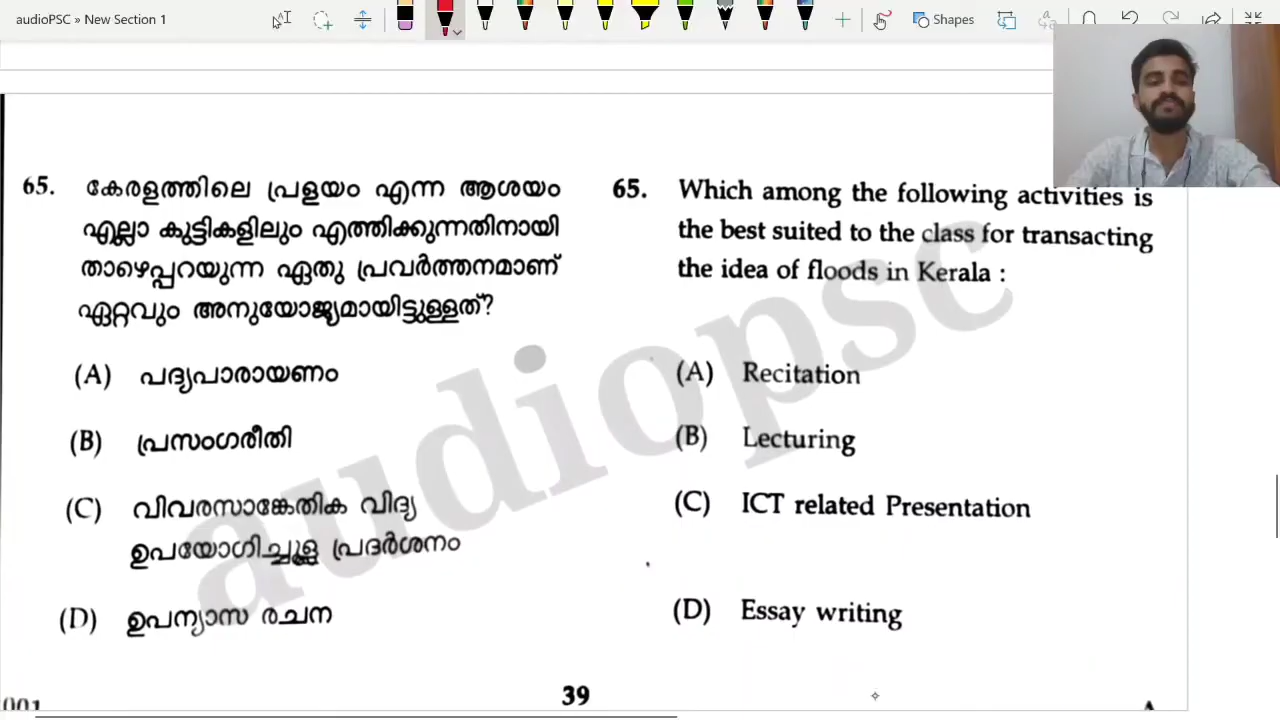 audioPSC » New Section 1
Shapes
65. കേരളത്തിലെ പ്രളയം എന്ന ആശയം
എല്ലാ കുട്ടികളിലും എത്തിക്കുന്നതിനായി
താഴെപ്പറയുന്ന ഏതു പ്രവർത്തനമാണ്
ഏറ്റവും അനുയോജ്യമായിട്ടുള്ളത്?
(A) പദ്യപാരായണം
(B) പ്രസംഗരീതി
(C) വിവരസാങ്കേതിക വിദ്യ
ഉപയോഗിച്ചുള്ള പ്രദർശനം
(D) ഉപന്യാസ രചന
65. Which among the following activities is
the best suited to the class for transacting
the idea of floods in Kerala :
(A) Recitation
(B) Lecturing
(C) ICT related Presentation
(D) Essay writing
audiopsc
39